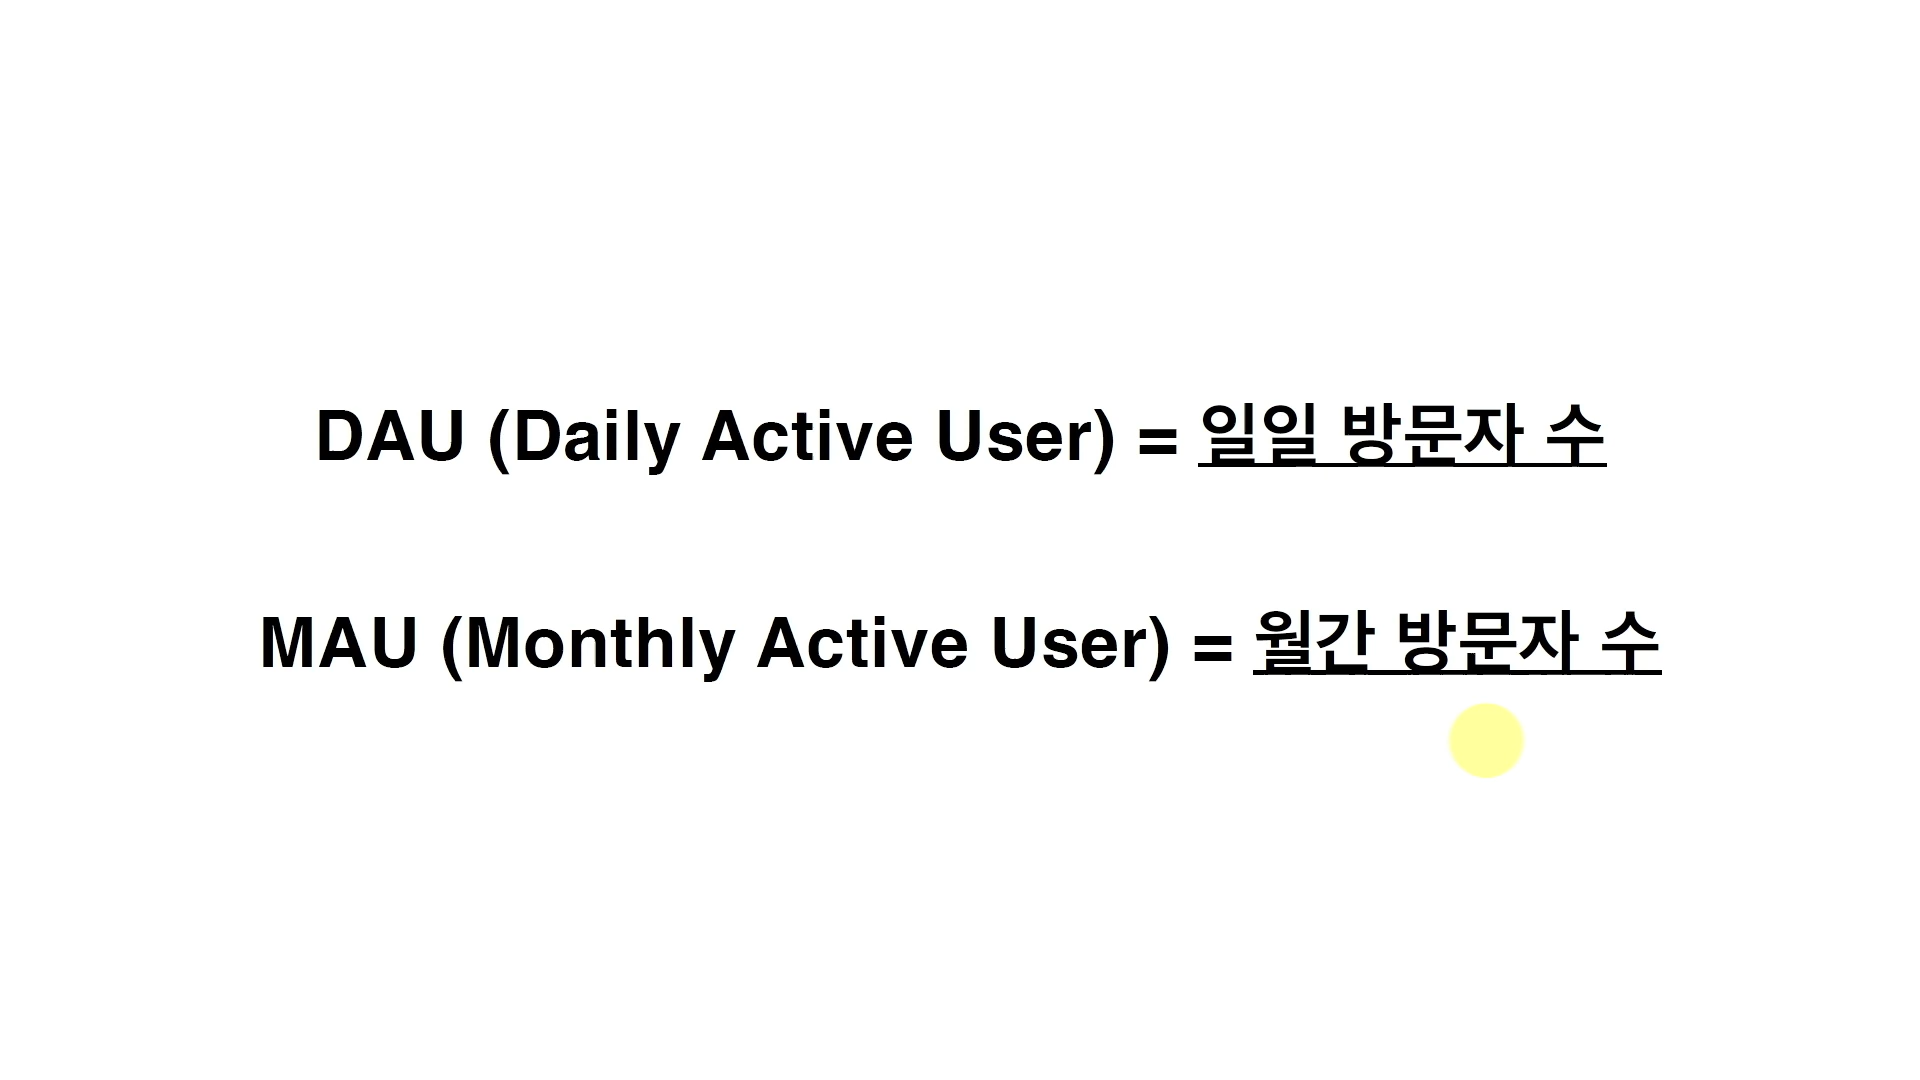 DAU (Daily Active User) = 일일 방문자 수
MAU (Monthly Active User) = 월간 방문자 수